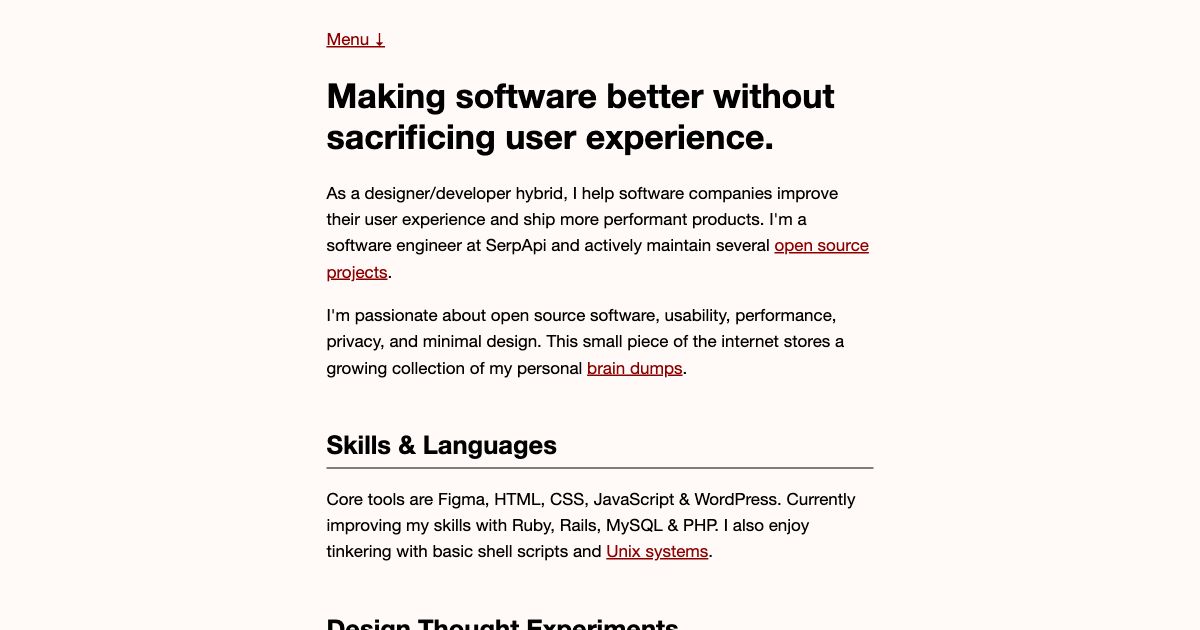 Menu ↓
Making software better without
sacrificing user experience.
As a designer/developer hybrid, I help software companies improve
their user experience and ship more performant products. I'm a
software engineer at SerpApi and actively maintain several open source
projects.
I'm passionate about open source software, usability, performance,
privacy, and minimal design. This small piece of the internet stores a
growing collection of my personal brain dumps.
Skills & Languages
Core tools are Figma, HTML, CSS, JavaScript & WordPress. Currently
improving my skills with Ruby, Rails, MySQL & PHP. I also enjoy
tinkering with basic shell scripts and Unix systems.
Design Thought Experiments